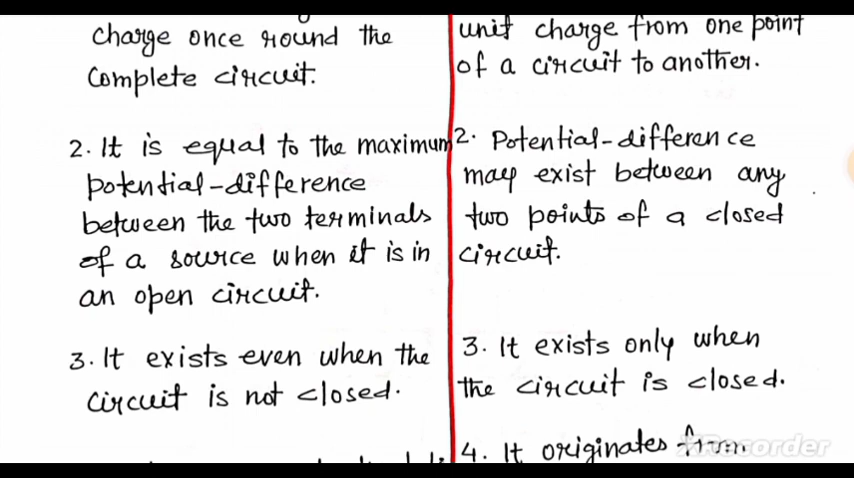 charge once round the
complete circuit.
2. It is equal to the maximum
potential-difference
between the two terminals
of a source when it is in
an open circuit.
3. It exists even when the
circuit is not closed.
unit charge from one point
of a circuit to another.
2. Potential-difference
may exist between any
two points of a closed
circuit.
3. It exists only when
the circuit is closed.
4. It originates from
Recorder